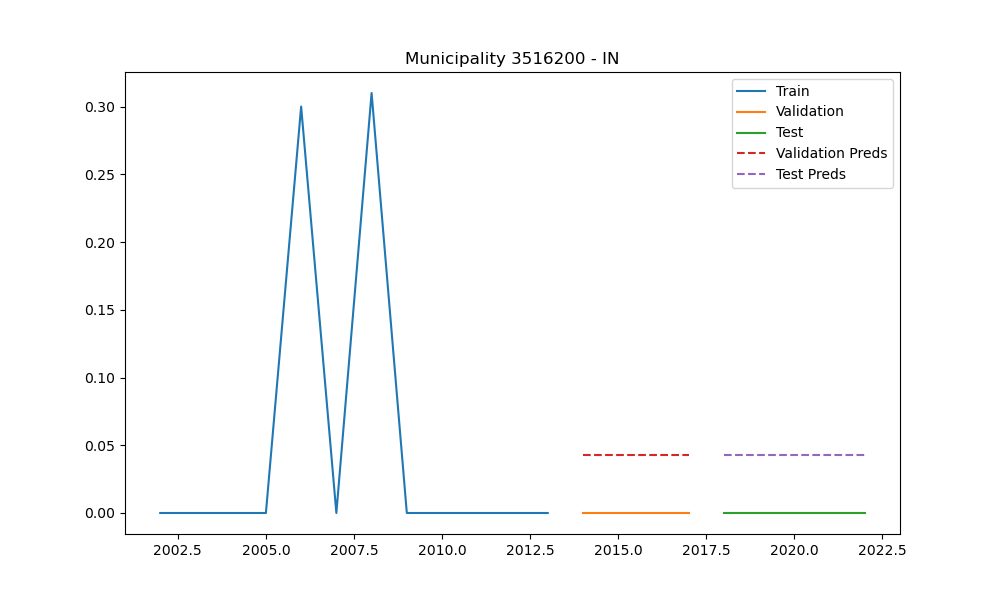 Municipality 3516200 - IN
Train
Validation
Test
Validation Preds
Test Preds
0.30
0.25
0.20
0.15
0.10
0.05
0.00
2002.5 2005.0 2007.5 2010.0 2012.5 2015.0 2017.5 2020.0 2022.5